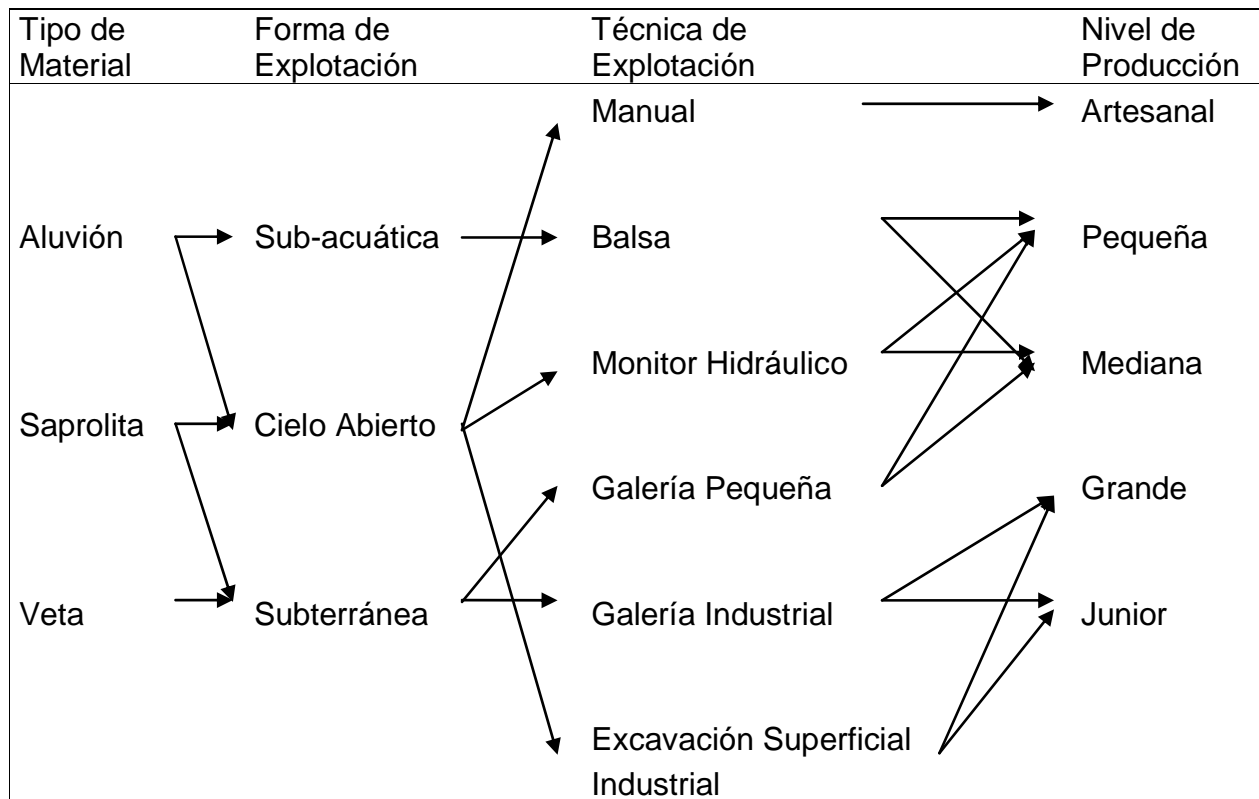 Tipo de Material Forma de Explotación Técnica de Explotación Nivel de Producción
Manual Artesanal
Aluvión Sub-acuática Balsa Pequeña
Monitor Hidráulico Mediana
Saprolita Cielo Abierto
Galería Pequeña Grande
Veta Subterránea Galería Industrial Junior
Excavación Superficial
Industrial